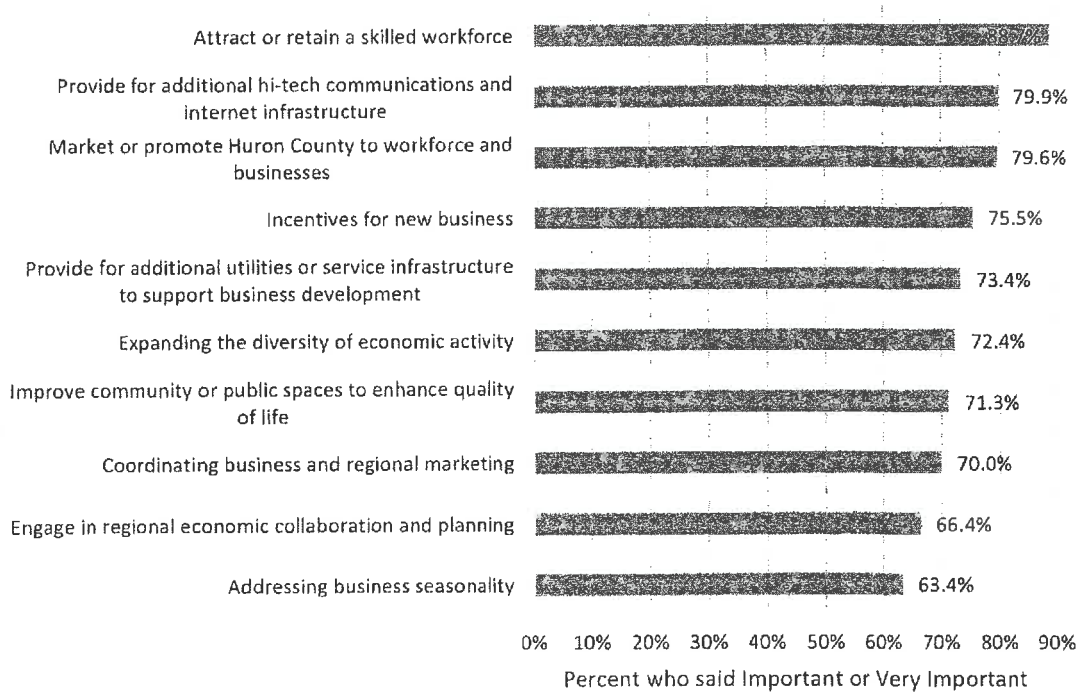 Attract or retain a skilled workforce
88.7%
Provide for additional hi-tech communications and
internet infrastructure
79.9%
Market or promote Huron County to workforce and
businesses
79.6%
Incentives for new business
75.5%
Provide for additional utilities or service infrastructure
to support business development
73.4%
Expanding the diversity of economic activity
72.4%
Improve community or public spaces to enhance quality
of life
71.3%
Coordinating business and regional marketing
70.0%
Engage in regional economic collaboration and planning
66.4%
Addressing business seasonality
63.4%
0% 10% 20% 30% 40% 50% 60% 70% 80% 90%
Percent who said Important or Very Important